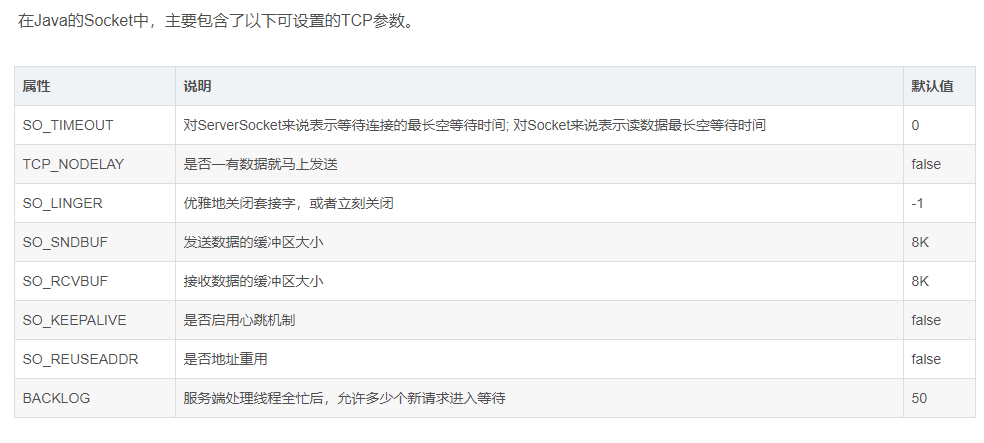 在Java的Socket中，主要包含了以下可设置的TCP参数。
属性 说明 默认值
SO_TIMEOUT 对ServerSocket来说表示等待连接的最长空等待时间; 对Socket来说表示读数据最长空等待时间 0
TCP_NODELAY 是否一有数据就马上发送 false
SO_LINGER 优雅地关闭套接字，或者立刻关闭 -1
SO_SNDBUF 发送数据的缓冲区大小 8K
SO_RCVBUF 接收数据的缓冲区大小 8K
SO_KEEPALIVE 是否启用心跳机制 false
SO_REUSEADDR 是否地址重用 false
BACKLOG 服务端处理线程全忙后，允许多少个新请求进入等待 50